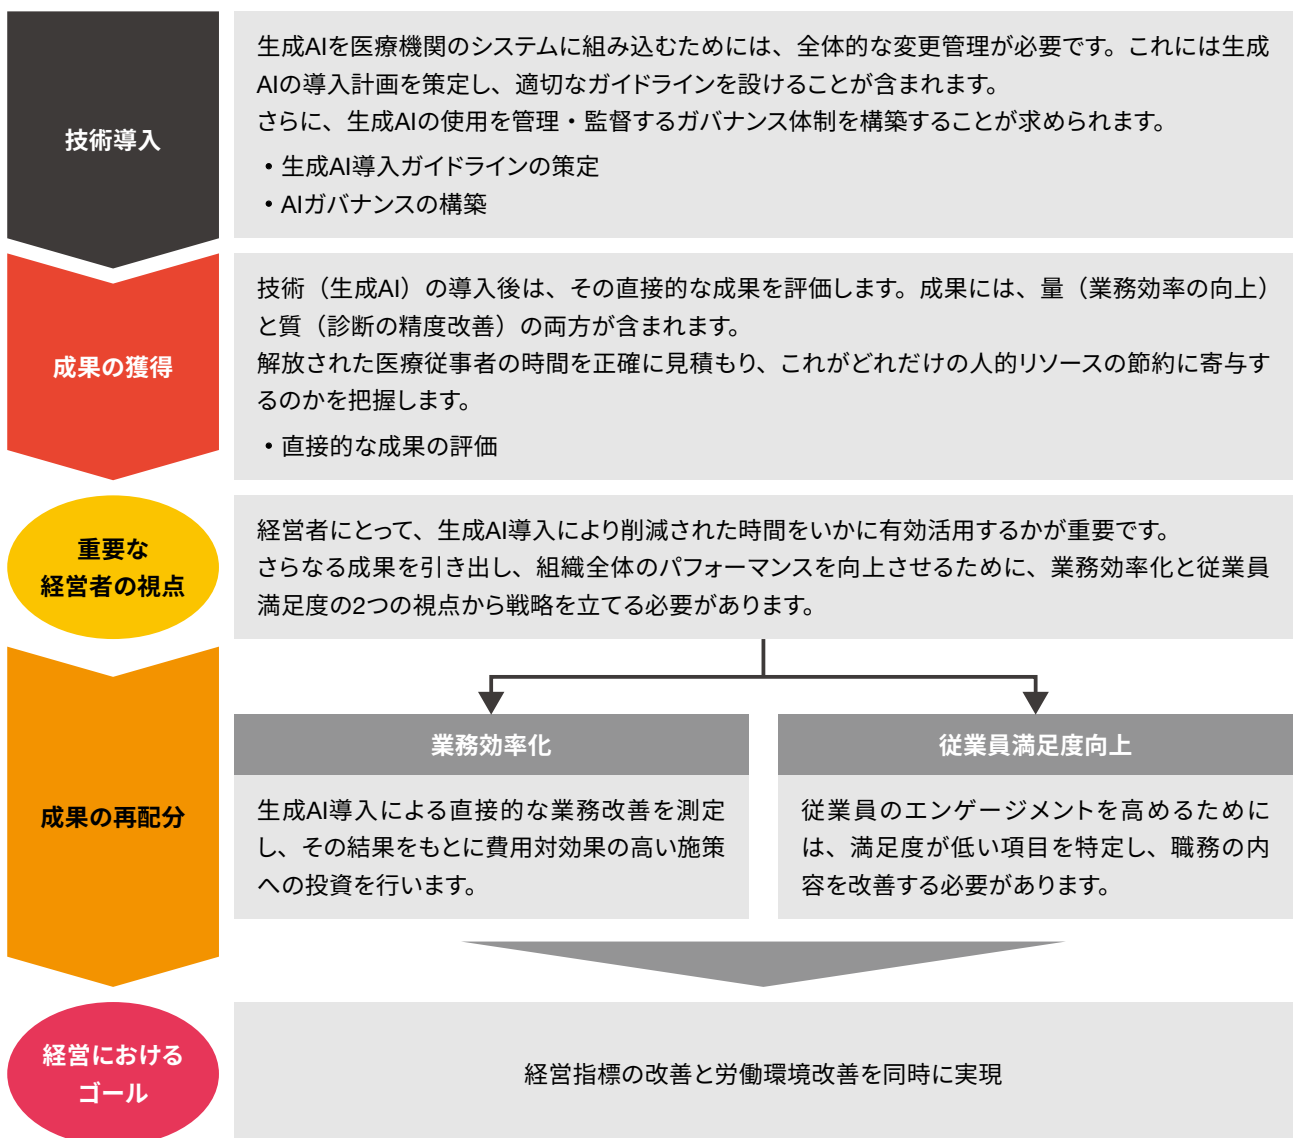 技術導入
生成AIを医療機関のシステムに組み込むためには、全体的な変更管理が必要です。これには生成
AIの導入計画を策定し、適切なガイドラインを設けることが含まれます。
さらに、生成AIの使用を管理・監督するガバナンス体制を構築することが求められます。
・生成AI導入ガイドラインの策定
・AIガバナンスの構築
成果の獲得
技術（生成AI）の導入後は、その直接的な成果を評価します。成果には、量（業務効率の向上）
と質（診断の精度改善）の両方が含まれます。
解放された医療従事者の時間を正確に見積もり、これがどれだけの人的リソースの節約に寄与す
るのかを把握します。
・直接的な成果の評価
重要な
経営者の視点
経営者にとって、生成AI導入により削減された時間をいかに有効活用するかが重要です。
さらなる成果を引き出し、組織全体のパフォーマンスを向上させるために、業務効率化と従業員
満足度の2つの視点から戦略を立てる必要があります。
成果の再配分
業務効率化
生成AI導入による直接的な業務改善を測定
し、その結果をもとに費用対効果の高い施策
への投資を行います。
従業員満足度向上
従業員のエンゲージメントを高めるために
は、満足度が低い項目を特定し、職務の内
容を改善する必要があります。
経営における
ゴール
経営指標の改善と労働環境改善を同時に実現